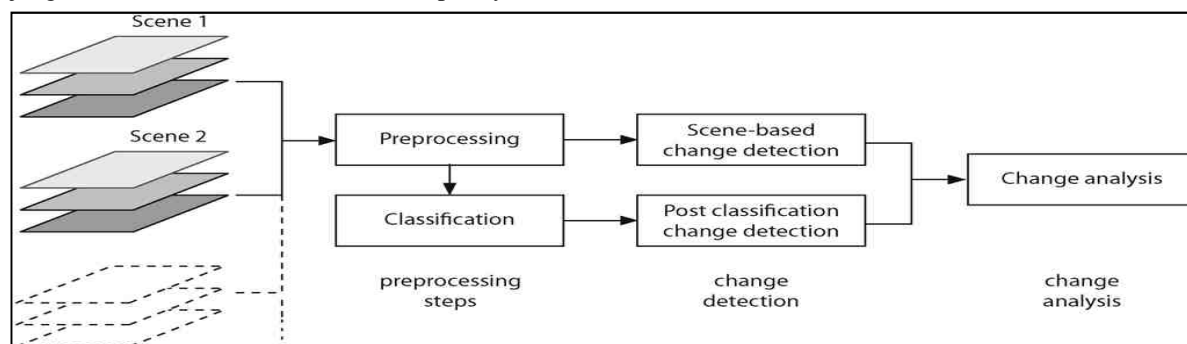 Scene 1
Scene 2
Preprocessing
Scene-based
change detection
Change analysis
Classification
Post classification
change detection
preprocessing
steps
change
detection
change
analysis